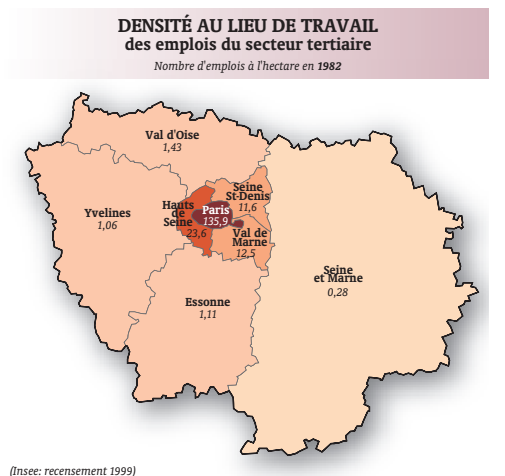 DENSITÉ AU LIEU DE TRAVAIL
des emplois du secteur tertiaire
Nombre d'emplois à l'hectare en 1982
Val d'Oise
1,43
Yvelines
1,06
Hauts
de
Seine
23,6
Paris
135,9
Seine
St-Denis
11,6
Val de
Marne
12,5
Seine
et Marne
0,28
Essonne
1,11
(Insee: recensement 1999)